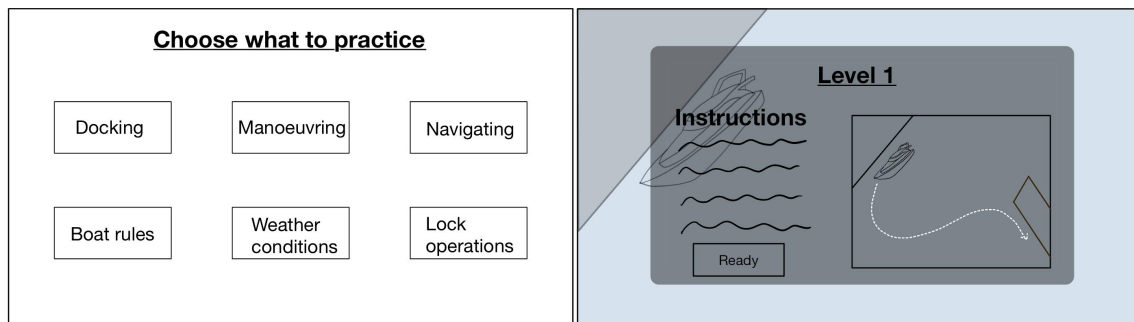 Choose what to practice
Docking
Manoeuvring
Navigating
Boat rules
Weather
conditions
Lock
operations
Level 1
Instructions
Ready